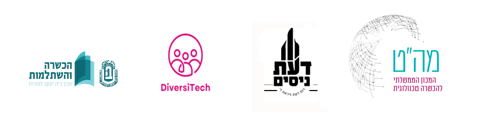 הכשרה
והשתלמות
DiversiTech
דעת
ניסים
מה"ט
המכון הממשלתי
להכשרה טכנולוגית